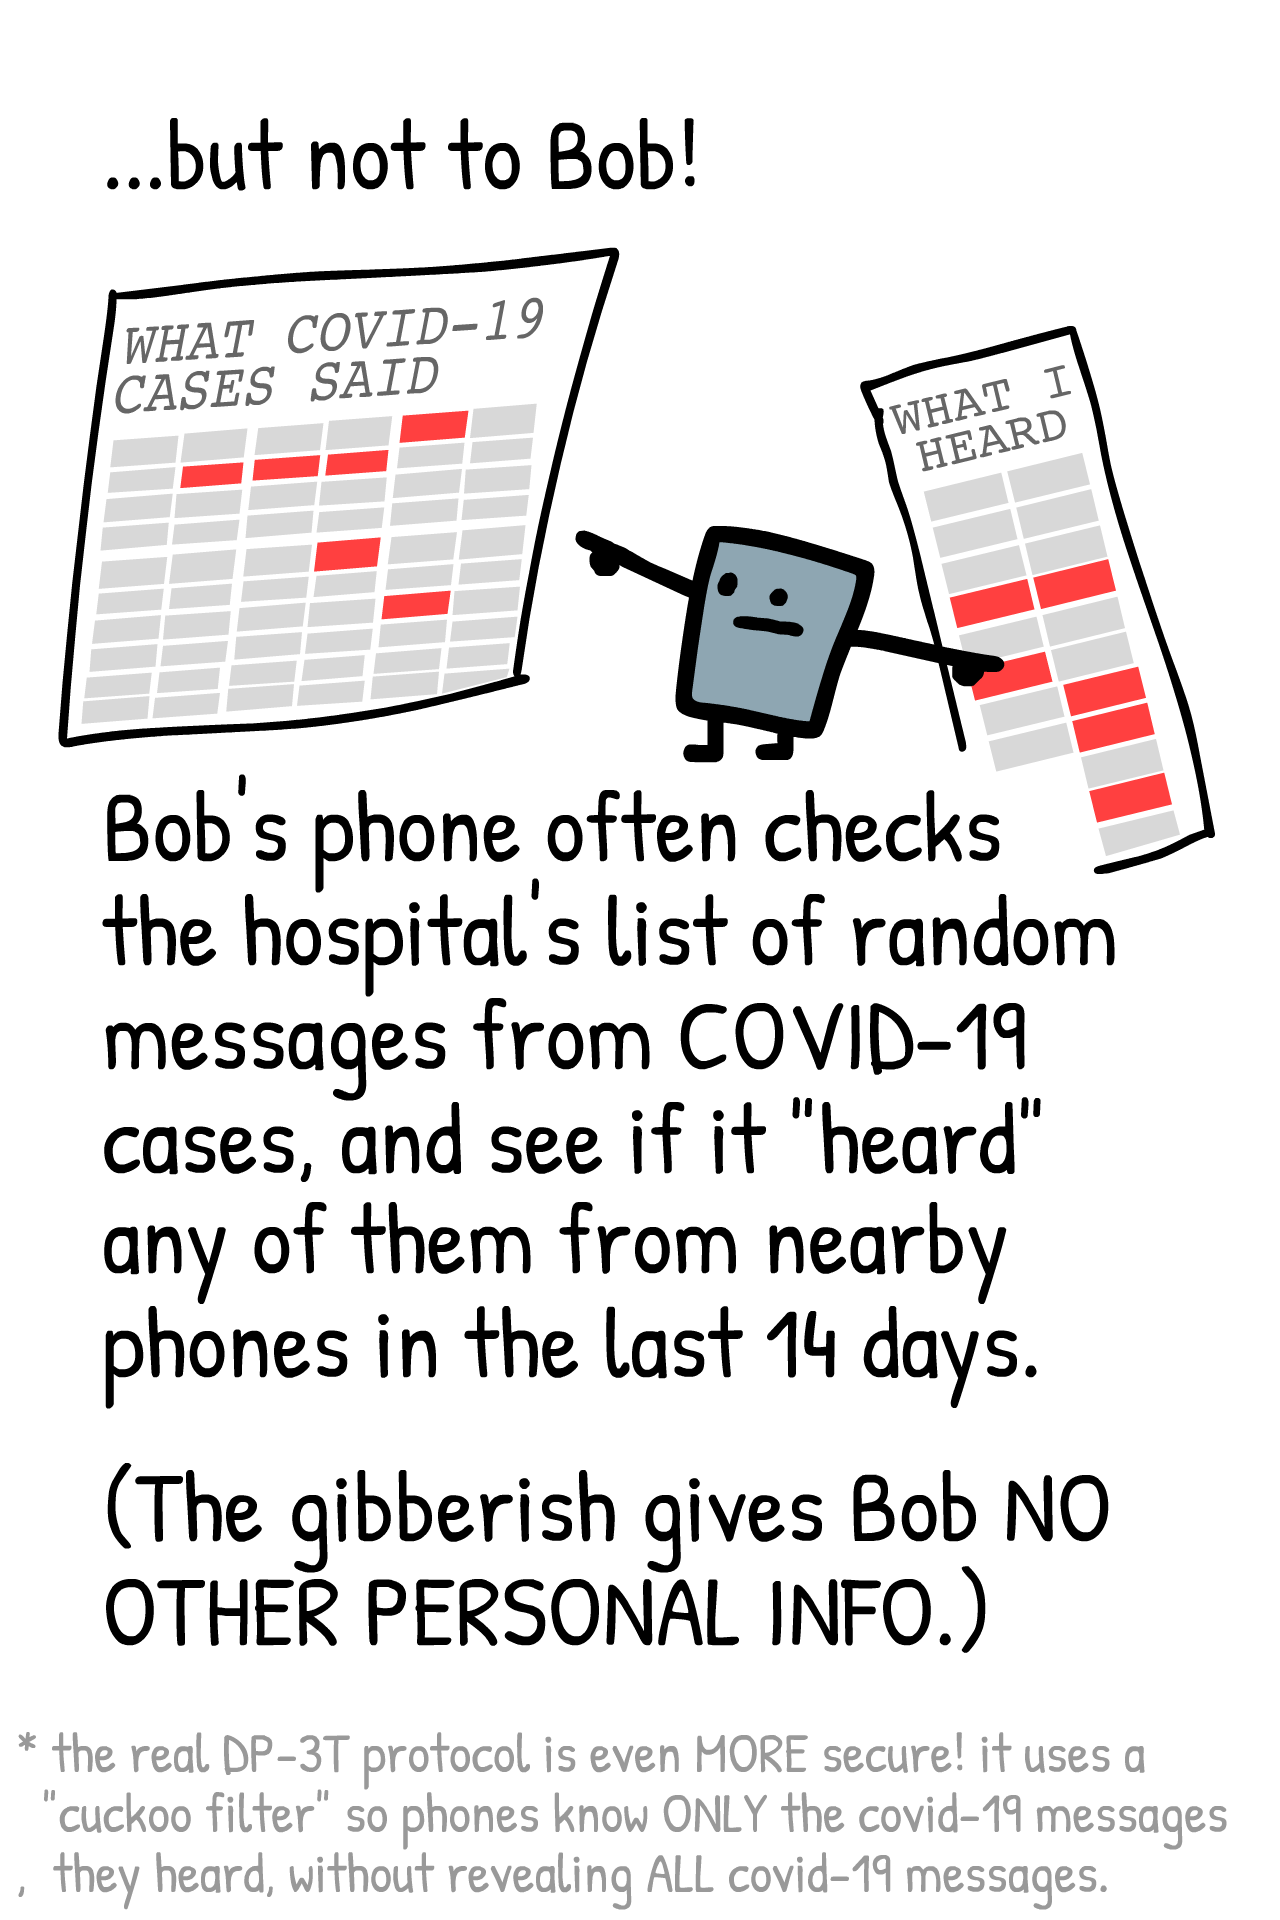 ...but not to Bob!
WHAT COVID-19
CASES SAID
WHAT I
HEARD
Bob's phone often checks
the hospital's list of random
messages from COVID-19
cases, and see if it "heard"
any of them from nearby
phones in the last 14 days.
(The gibberish gives Bob NO
OTHER PERSONAL INFO.)
* the real DP-3T protocol is even MORE secure! it uses a
"cuckoo filter" so phones know ONLY the covid-19 messages
, they heard, without revealing ALL covid-19 messages.